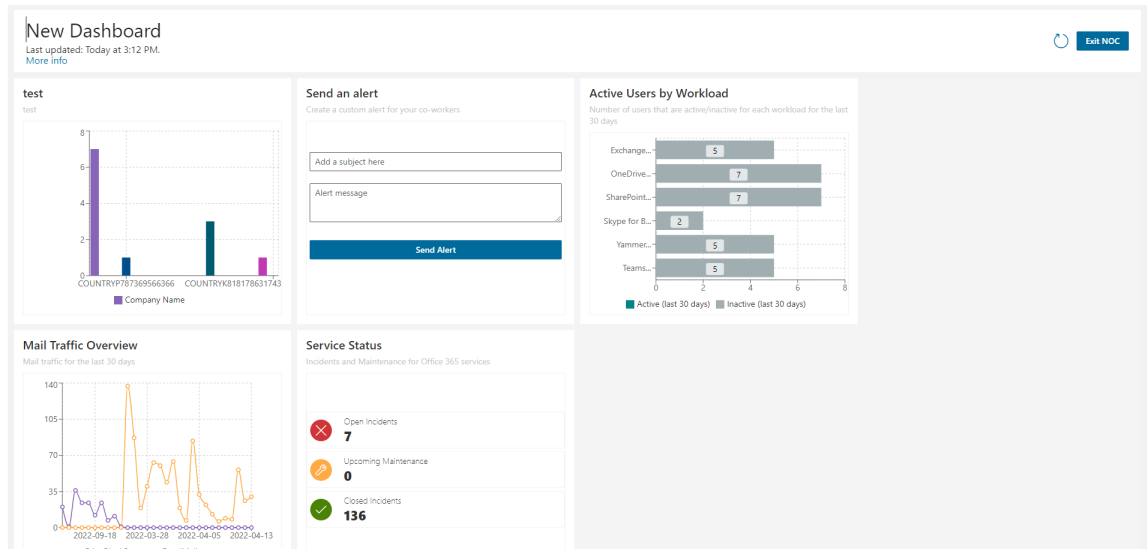 New Dashboard
Last updated: Today at 3:12 PM.
More info
Exit NOC
test
test
8
6
4
2
0
COUNTRYP787369566366 COUNTRYK818178631743
Company Name
Send an alert
Create a custom alert for your co-workers
Add a subject here
Alert message
Send Alert
Active Users by Workload
Number of users that are active/inactive for each workload for the last
30 days
Exchange... 5
OneDrive... 7
SharePoint... 7
Skype for B... 2
Yammer... 5
Teams... 5
0 2 4 6 8
Active (last 30 days) Inactive (last 30 days)
Mail Traffic Overview
Mail traffic for the last 30 days
140
105
70
35
0
2022-09-18 2022-03-28 2022-04-05 2022-04-13
Service Status
Incidents and Maintenance for Office 365 services
Open Incidents
7
Upcoming Maintenance
0
Closed Incidents
136